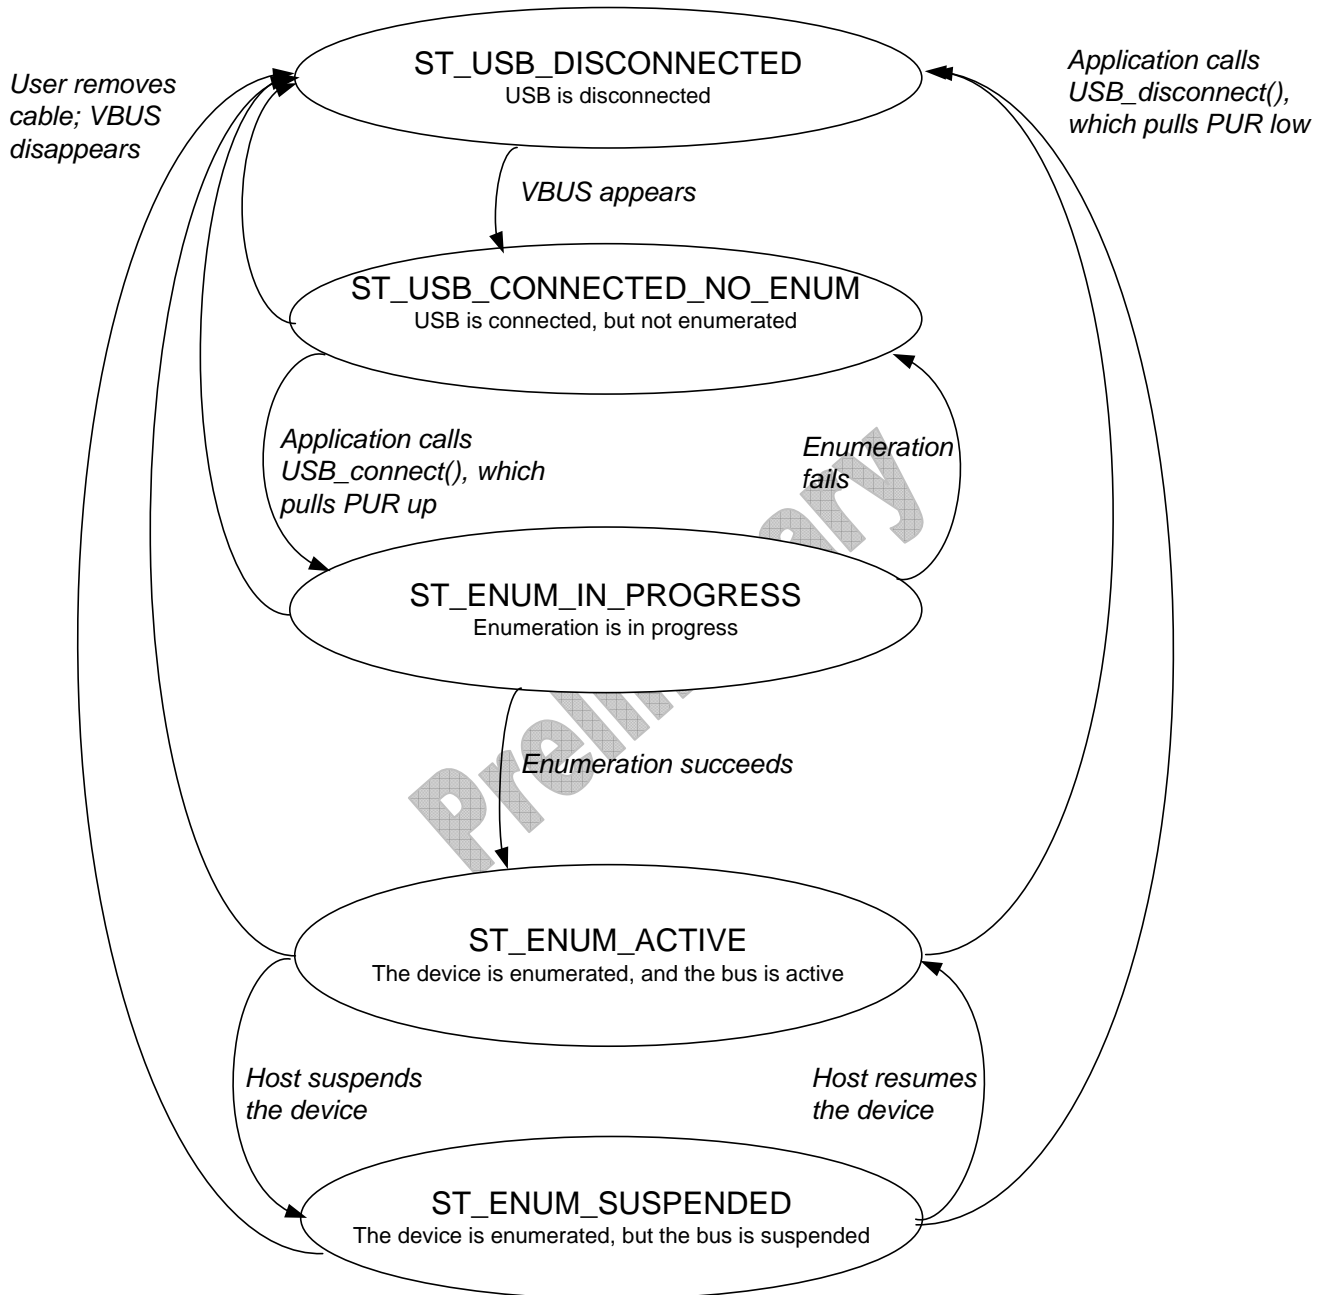 ST_USB_DISCONNECTED
USB is disconnected
User removes
cable; VBUS
disappears
Application calls
USB_disconnect(),
which pulls PUR low
VBUS appears
ST_USB_CONNECTED_NO_ENUM
USB is connected, but not enumerated
Application calls
USB_connect(), which
pulls PUR up
Enumeration
fails
ST_ENUM_IN_PROGRESS
Enumeration is in progress
Preliminary
Enumeration succeeds
ST_ENUM_ACTIVE
The device is enumerated, and the bus is active
Host suspends
the device
Host resumes
the device
ST_ENUM_SUSPENDED
The device is enumerated, but the bus is suspended